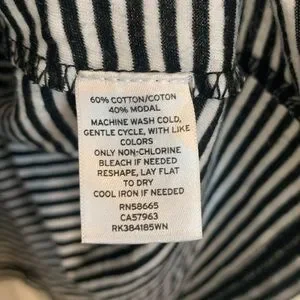 60% COTTON/COTON
40% MODAL
MACHINE WASH COLD,
GENTLE CYCLE, WITH LIKE
COLORS
ONLY NON-CHLORINE
BLEACH IF NEEDED
RESHAPE, LAY FLAT
TO DRY
COOL IRON IF NEEDED
RN58665
CA57963
RK384185WN